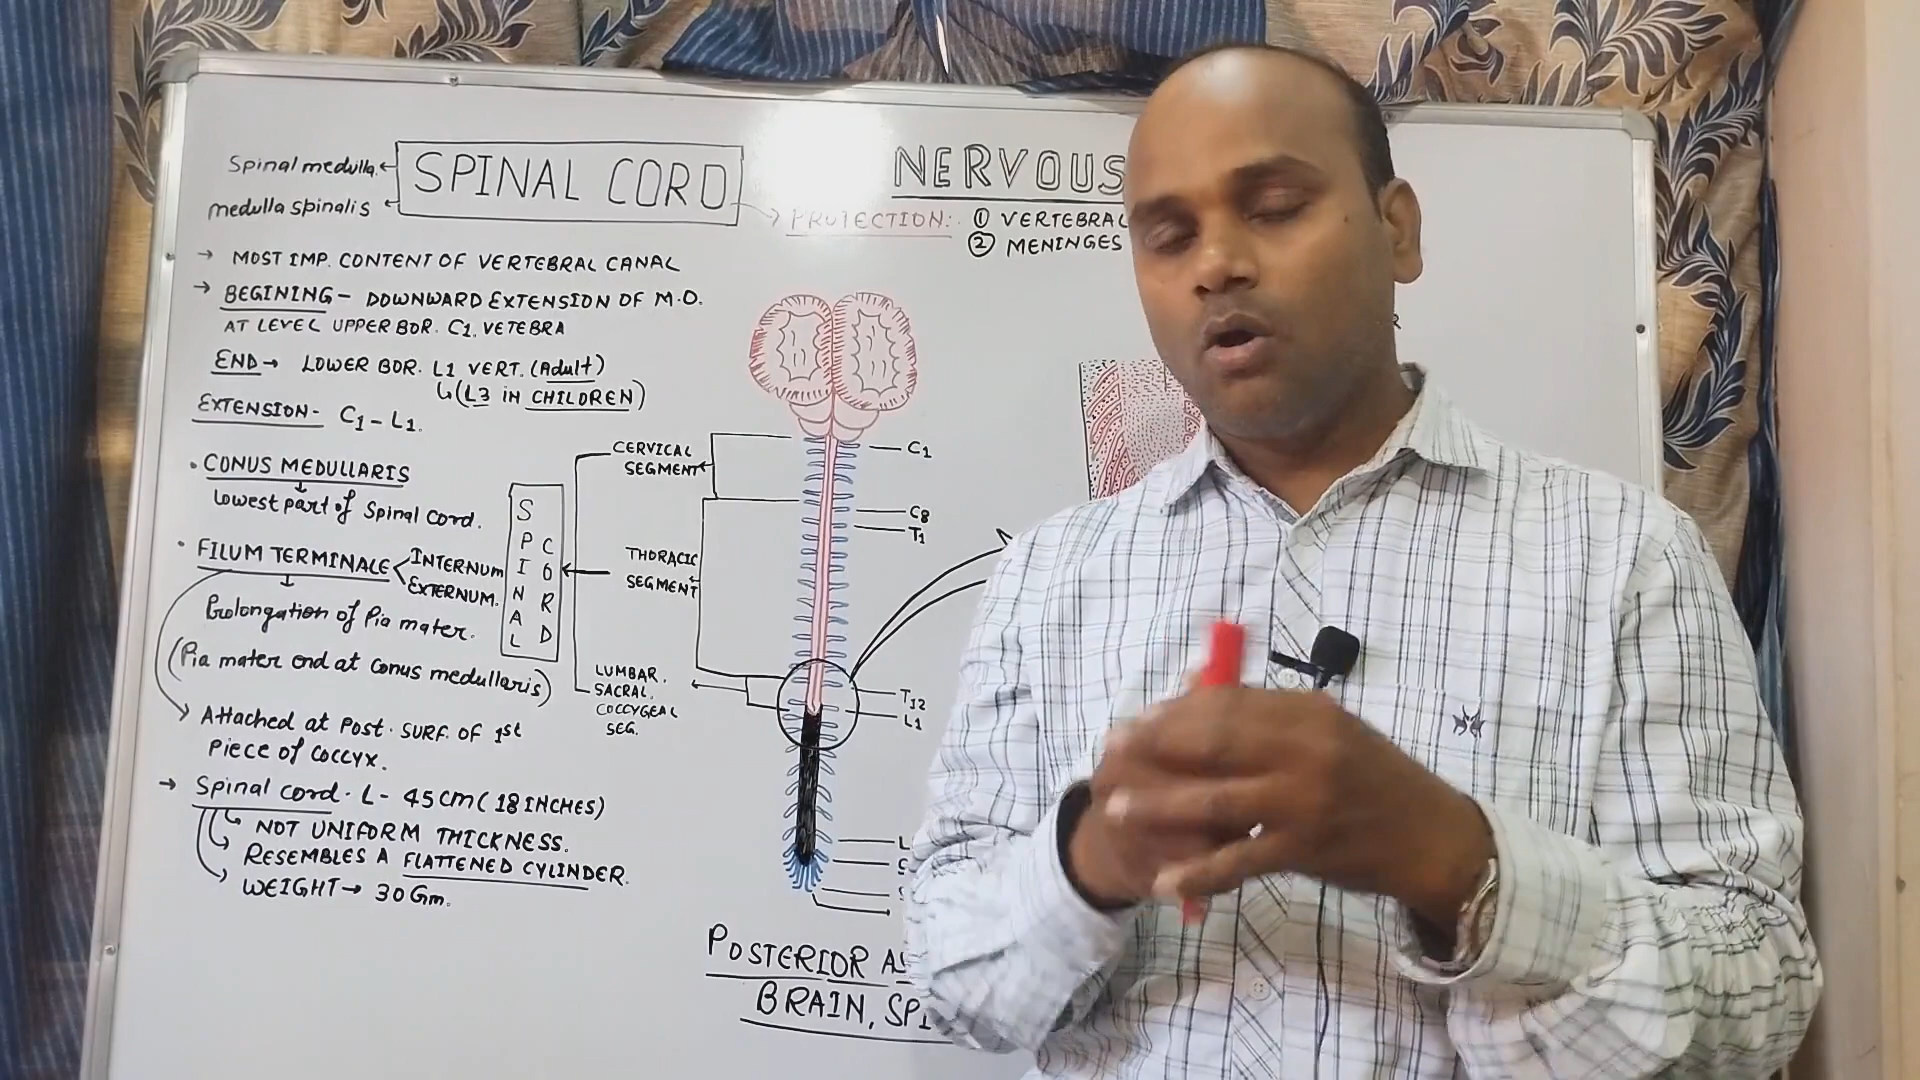 Spinal medulla
medulla spinalis
SPINAL CORD
→ MOST IMP. CONTENT OF VERTEBRAL CANAL
→ BEGINING - DOWNWARD EXTENSION OF M.O.
AT LEVEL UPPER BOR. C1. VETEBRA
END → LOWER BOR. L1 VERT. (Adult)
(L3 in CHILDREN)
EXTENSION - C1 - L1.
• CONUS MEDULLARIS
Lowest part of Spinal cord.
• FILUM TERMINALE < INTERNUM
EXTERNUM.
Prolongation of Pia mater.
(Pia mater end at conus medullaris)
Attached at Post. SURF. OF 1st
Piece of coccyx.
→ Spinal cord. L - 45 cm (18 INCHES)
NOT UNIFORM THICKNESS.
RESEMBLES A FLATTENED CYLINDER.
WEIGHT → 30 Gm.
SPINAL
CORD
CERVICAL
SEGMENT
THORACIC
SEGMENT
LUMBAR.
SACRAL.
COCCYGEAL
SEG.
NERVOUS
PROTECTION: ① VERTEBRAL
② MENINGES
C1
C8
T1
T12
L1
POSTERIOR
BRAIN,